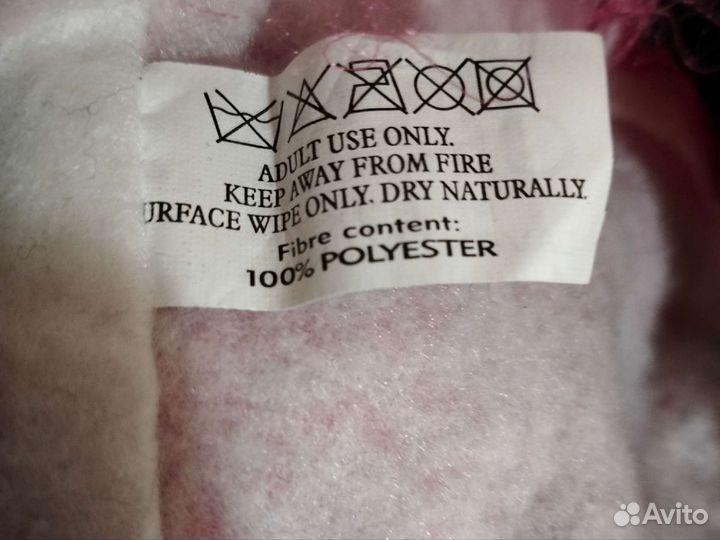 ADULT USE ONLY.
KEEP AWAY FROM FIRE
URFACE WIPE ONLY. DRY NATURALLY.
Fibre content:
100% POLYESTER
Avito